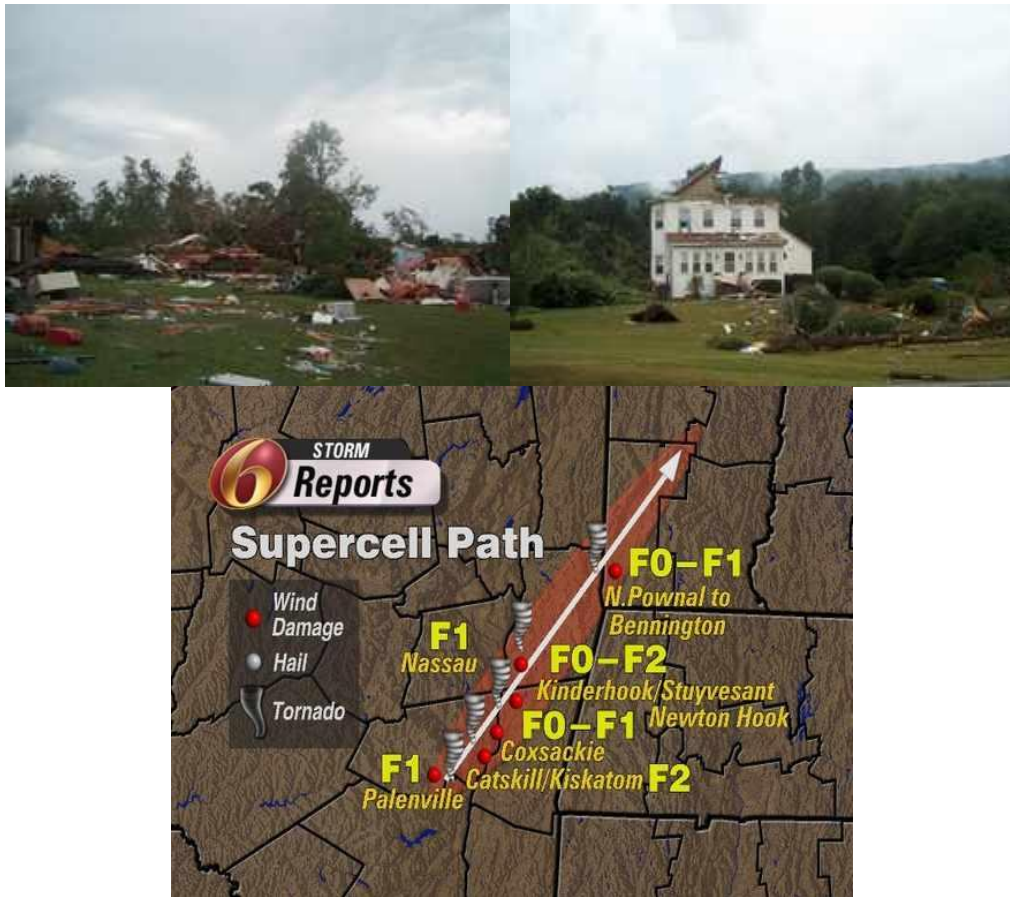 6
STORM
Reports
Supercell Path
Wind
Damage
Hail
Tornado
F0-F1
N.Pownal to
Bennington
F1
Nassau
F0-F2
Kinderhook/Stuyvesant
Newton Hook
F0-F1
Coxsackie
Catskill/Kiskatom F2
F1
Palenville